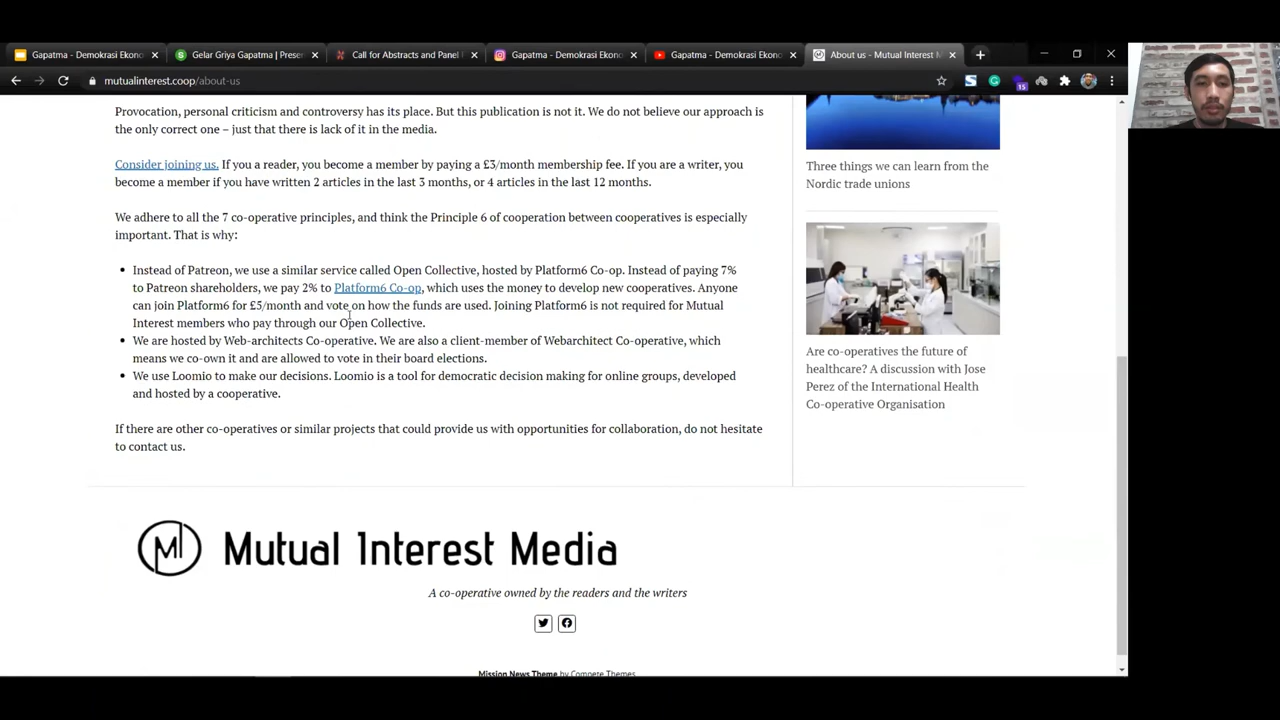 Gapatma - Demokrasi Ekono
Gelar Griya Gapatma | Prese
Call for Abstracts and Panel
Gapatma - Demokrasi Ekono
Gapatma - Demokrasi Ekono
About us - Mutual Interest M
mutualinterest.coop/about-us
15
Provocation, personal criticism and controversy has its place. But this publication is not it. We do not believe our approach is
the only correct one – just that there is lack of it in the media.
Consider joining us. If you a reader, you become a member by paying a £3/month membership fee. If you are a writer, you
become a member if you have written 2 articles in the last 3 months, or 4 articles in the last 12 months.
We adhere to all the 7 co-operative principles, and think the Principle 6 of cooperation between cooperatives is especially
important. That is why:
Instead of Patreon, we use a similar service called Open Collective, hosted by Platform6 Co-op. Instead of paying 7%
to Patreon shareholders, we pay 2% to Platform6 Co-op, which uses the money to develop new cooperatives. Anyone
can join Platform6 for £5/month and vote on how the funds are used. Joining Platform6 is not required for Mutual
Interest members who pay through our Open Collective.
We are hosted by Web-architects Co-operative. We are also a client-member of Webarchitect Co-operative, which
means we co-own it and are allowed to vote in their board elections.
We use Loomio to make our decisions. Loomio is a tool for democratic decision making for online groups, developed
and hosted by a cooperative.
If there are other co-operatives or similar projects that could provide us with opportunities for collaboration, do not hesitate
to contact us.
Three things we can learn from the
Nordic trade unions
Are co-operatives the future of
healthcare? A discussion with Jose
Perez of the International Health
Co-operative Organisation
Mutual Interest Media
A co-operative owned by the readers and the writers
Mission News Theme by Compete Themes.